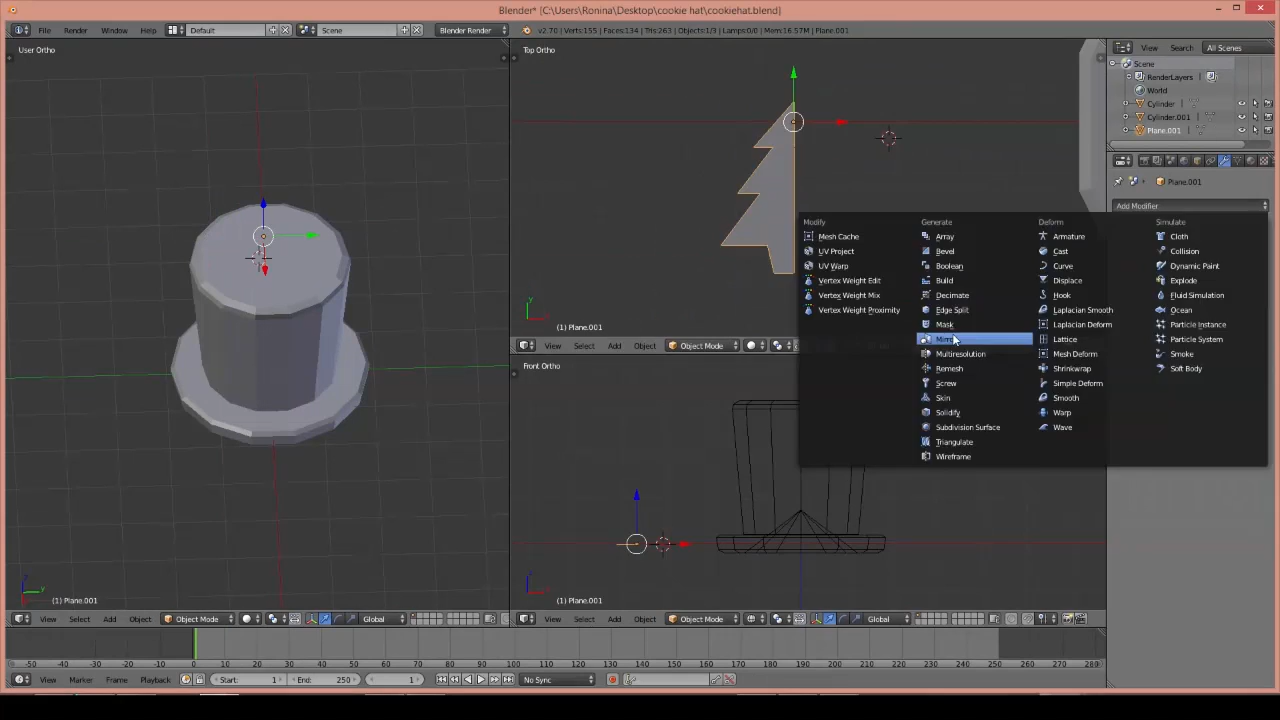 Blender* [C:\Users\Ronina\Desktop\cookie hat\cookiehat.blend]
File Render Window Help Default Scene Blender Render v2.70 | Verts:155 | Faces:134 | Tris:263 | Objects:1/3 | Lamps:0/0 | Mem:16.57M | Plane.001
User Ortho
Top Ortho
View Search All Scenes
Scene
RenderLayers
World
Cylinder
Cylinder.001
Plane.001
Plane.001
Add Modifier
Modify Generate Deform Simulate
Mesh Cache Array Armature Cloth
UV Project Bevel Cast Collision
UV Warp Boolean Curve Dynamic Paint
Vertex Weight Edit Build Displace Explode
Vertex Weight Mix Decimate Hook Fluid Simulation
Vertex Weight Proximity Edge Split Laplacian Smooth Ocean
Mask Laplacian Deform Particle Instance
Mirr Lattice Particle System
Multiresolution Mesh Deform Smoke
Remesh Shrinkwrap Soft Body
Screw Simple Deform
Skin Smooth
Solidify Warp
Subdivision Surface Wave
Triangulate
Wireframe
(1) Plane.001
View Select Add Object Object Mode
Front Ortho
(1) Plane.001
(1) Plane.001
View Select Add Object Object Mode Global
View Select Add Object Object Mode Global
-50 -40 -30 -20 -10 0 10 20 30 40 50 60 70 80 90 100 110 120 130 140 150 160 170 180 190 200 210 220 230 240 250 260 270 280
View Marker Frame Playback Start: 1 End: 250 1 No Sync